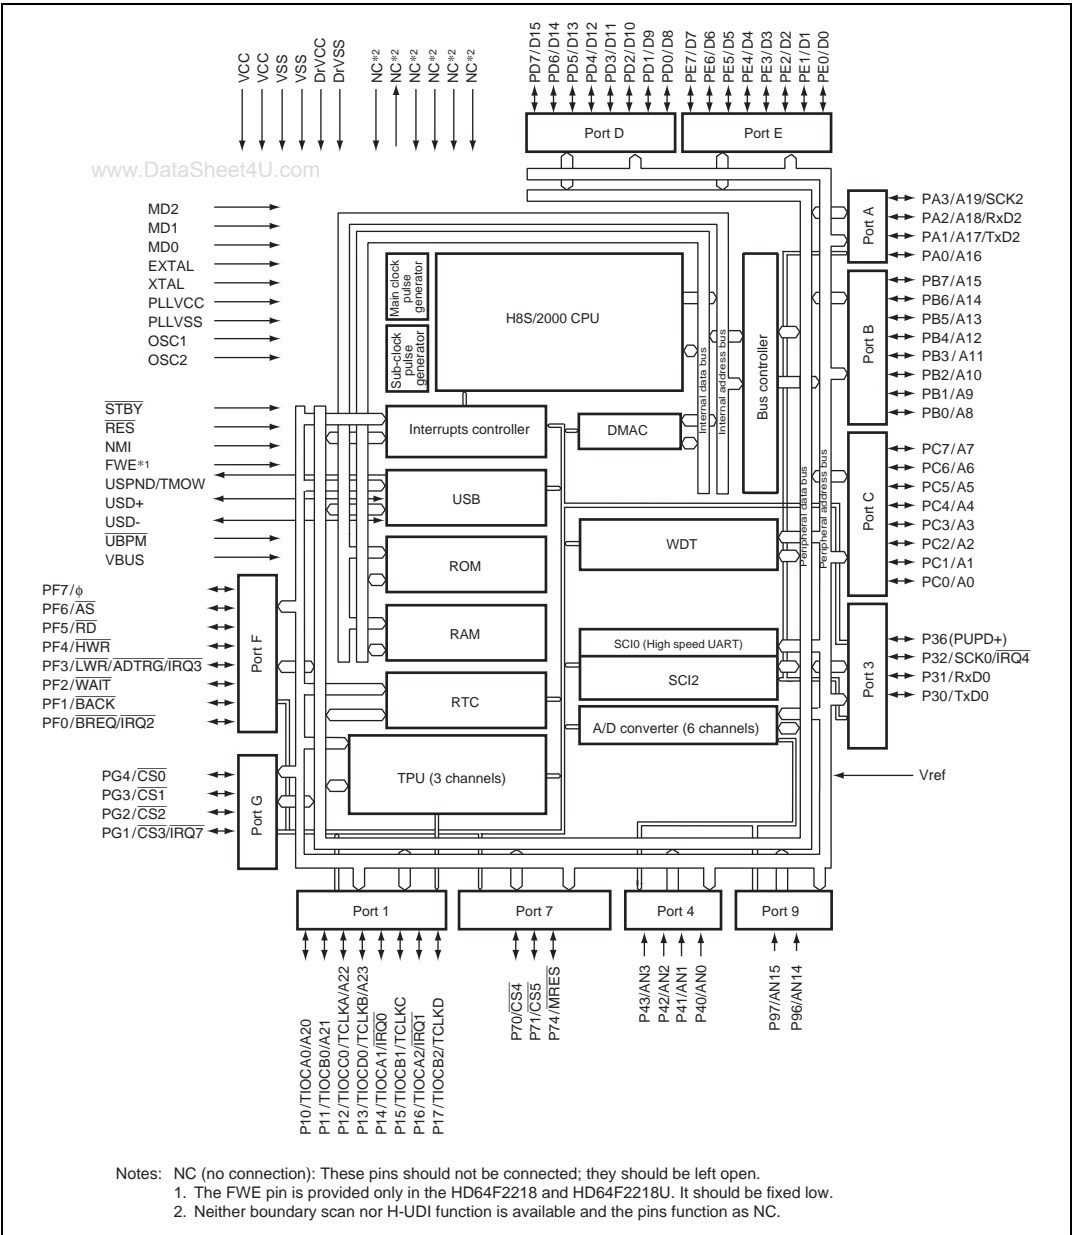 VCC
VCC
VSS
VSS
DrVCC
DrVSS
NC*2
NC*2
NC*2
NC*2
NC*2
NC*2
PD7/D15
PD6/D14
PD5/D13
PD4/D12
PD3/D11
PD2/D10
PD1/D9
PD0/D8
PE7/D7
PE6/D6
PE5/D5
PE4/D4
PE3/D3
PE2/D2
PE1/D1
PE0/D0
Port D
Port E
www.DataSheet4U.com
MD2
MD1
MD0
EXTAL
XTAL
PLLVCC
PLLVSS
OSC1
OSC2
STBY
RES
NMI
FWE*1
USPND/TMOW
USD+
USD-
UBPM
VBUS
PF7/ϕ
PF6/AS
PF5/RD
PF4/HWR
PF3/LWR/ADTRG/IRQ3
PF2/WAIT
PF1/BACK
PF0/BREQ/IRQ2
Port F
PG4/CS0
PG3/CS1
PG2/CS2
PG1/CS3/IRQ7
Port G
Main clock
pulse
generator
Sub-clock
pulse
generator
H8S/2000 CPU
Interrupts controller
DMAC
USB
ROM
RAM
RTC
TPU (3 channels)
WDT
SCI0 (High speed UART)
SCI2
A/D converter (6 channels)
Internal data bus
Internal address bus
Bus controller
Peripheral data bus
Peripheral address bus
Port A
PA3/A19/SCK2
PA2/A18/RxD2
PA1/A17/TxD2
PA0/A16
Port B
PB7/A15
PB6/A14
PB5/A13
PB4/A12
PB3/A11
PB2/A10
PB1/A9
PB0/A8
Port C
PC7/A7
PC6/A6
PC5/A5
PC4/A4
PC3/A3
PC2/A2
PC1/A1
PC0/A0
Port 3
P36(PUPD+)
P32/SCK0/IRQ4
P31/RxD0
P30/TxD0
Vref
Port 1
Port 7
Port 4
Port 9
P10/TIOCA0/A20
P11/TIOCB0/A21
P12/TIOCC0/TCLKA/A22
P13/TIOCD0/TCLKB/A23
P14/TIOCA1/IRQ0
P15/TIOCB1/TCLKC
P16/TIOCA2/IRQ1
P17/TIOCB2/TCLKD
P70/CS4
P71/CS5
P74/MRES
P43/AN3
P42/AN2
P41/AN1
P40/AN0
P97/AN15
P96/AN14
Notes: NC (no connection): These pins should not be connected; they should be left open.
1. The FWE pin is provided only in the HD64F2218 and HD64F2218U. It should be fixed low.
2. Neither boundary scan nor H-UDI function is available and the pins function as NC.